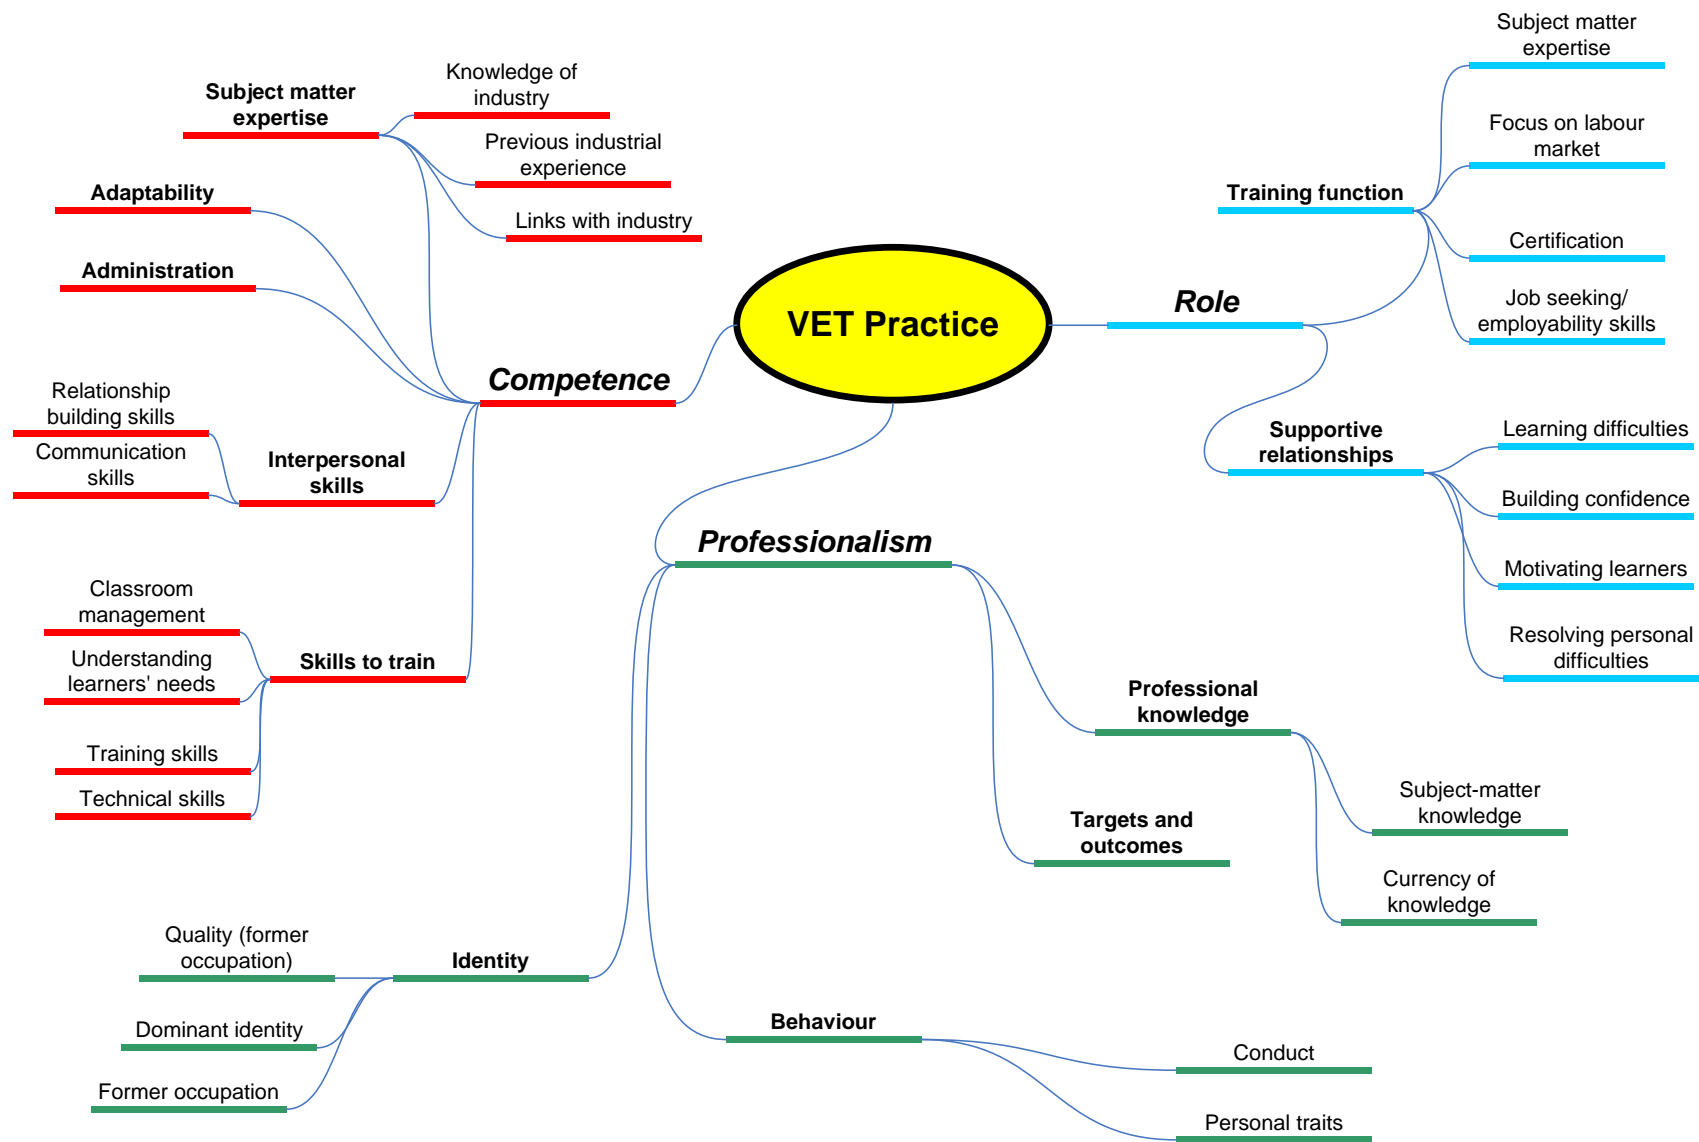 VET Practice
Competence
Subject matter
expertise
Knowledge of
industry
Previous industrial
experience
Links with industry
Adaptability
Administration
Interpersonal
skills
Relationship
building skills
Communication
skills
Skills to train
Classroom
management
Understanding
learners' needs
Training skills
Technical skills
Role
Training function
Subject matter
expertise
Focus on labour
market
Certification
Job seeking/
employability skills
Supportive
relationships
Learning difficulties
Building confidence
Motivating learners
Resolving personal
difficulties
Professionalism
Professional
knowledge
Subject-matter
knowledge
Currency of
knowledge
Targets and
outcomes
Identity
Quality (former
occupation)
Dominant identity
Former occupation
Behaviour
Conduct
Personal traits